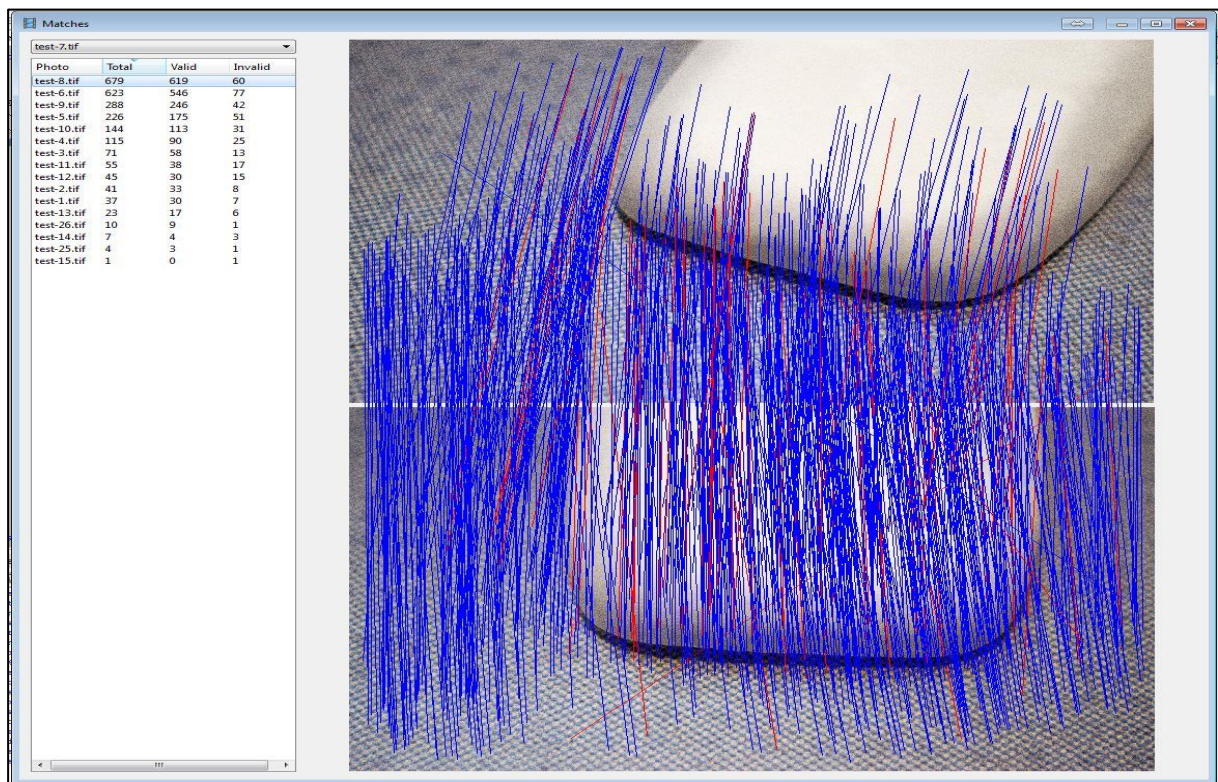 Matches
test-7.tif
Photo Total Valid Invalid
test-8.tif 679 619 60
test-6.tif 623 546 77
test-9.tif 288 246 42
test-5.tif 226 175 51
test-10.tif 144 113 31
test-4.tif 115 90 25
test-3.tif 71 58 13
test-11.tif 55 38 17
test-12.tif 45 30 15
test-2.tif 41 33 8
test-1.tif 37 30 7
test-13.tif 23 17 6
test-26.tif 10 9 1
test-14.tif 7 4 3
test-25.tif 4 3 1
test-15.tif 1 0 1